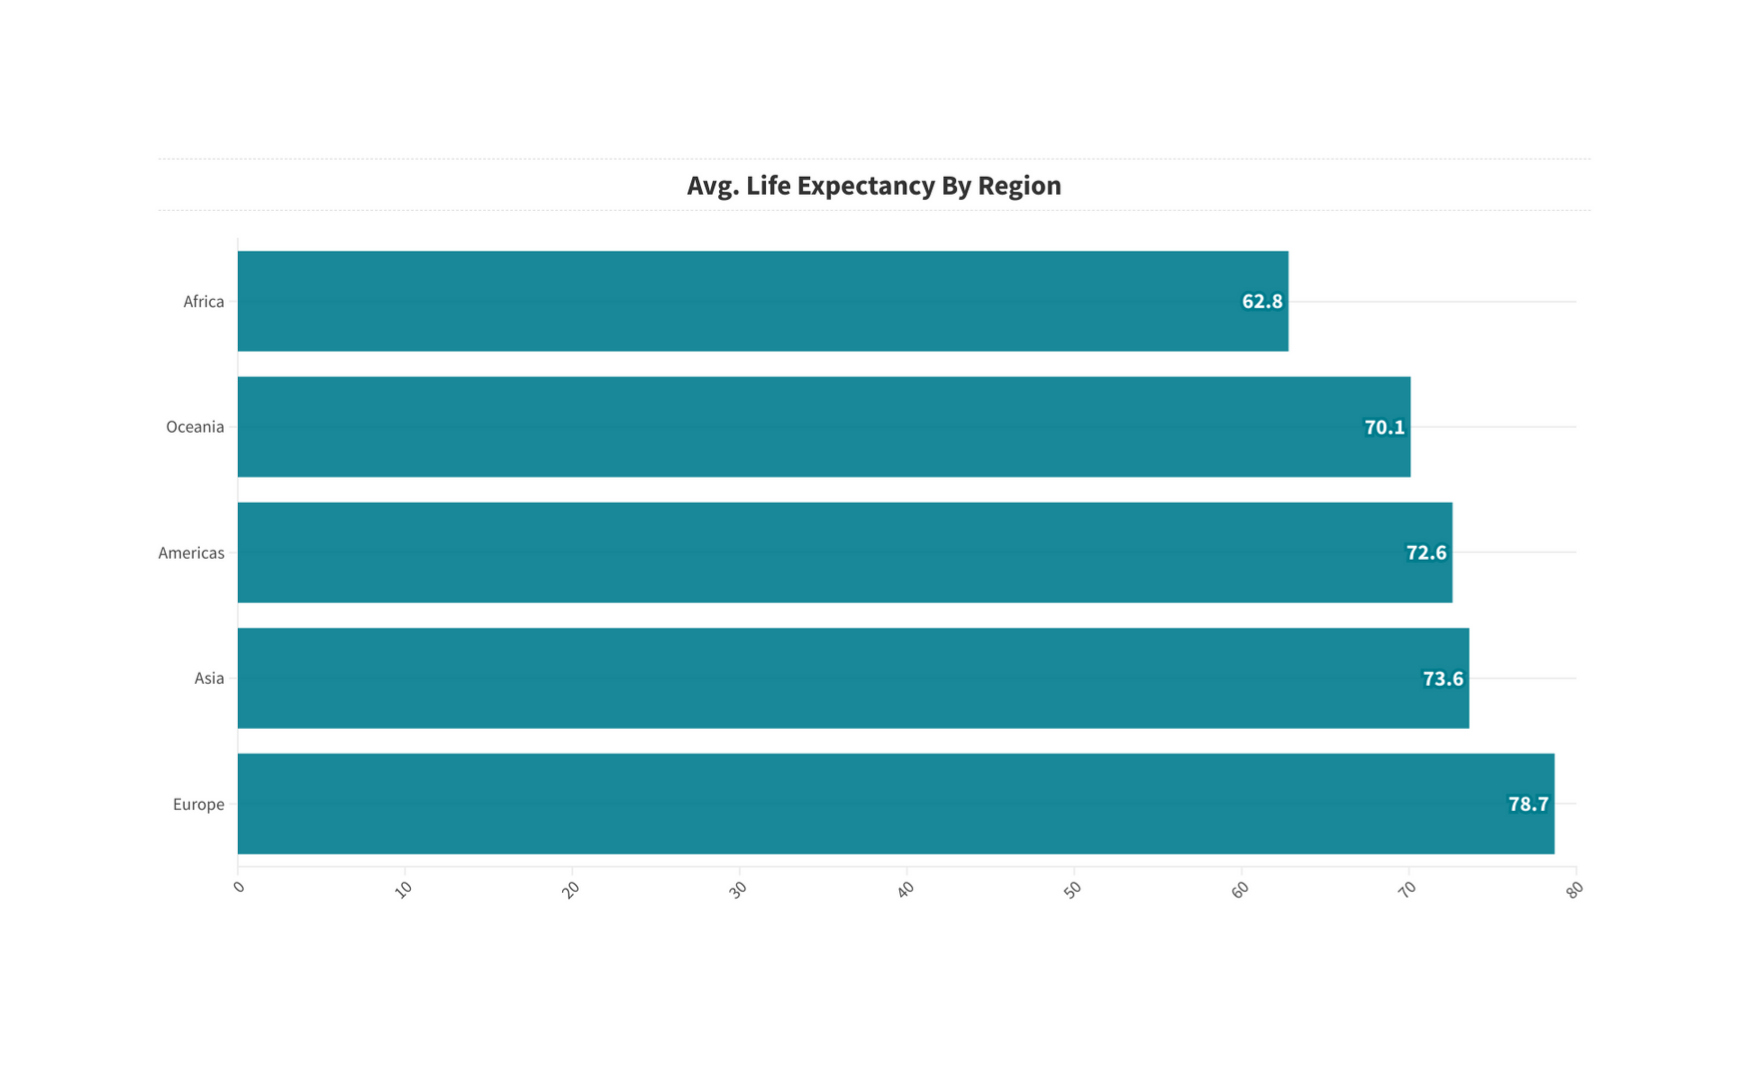 Avg. Life Expectancy By Region
Africa 62.8
Oceania 70.1
Americas 72.6
Asia 73.6
Europe 78.7
0 10 20 30 40 50 60 70 80